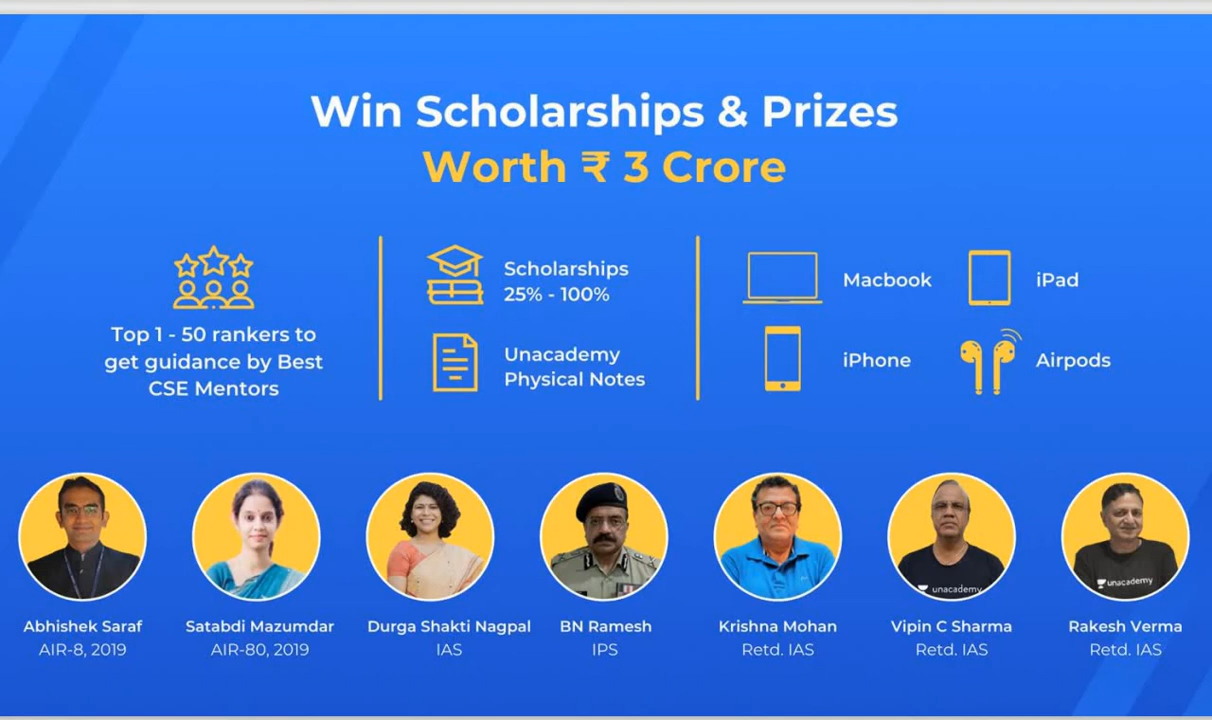 Win Scholarships & Prizes
Worth ₹ 3 Crore
Top 1 - 50 rankers to
get guidance by Best
CSE Mentors
Scholarships
25% - 100%
Unacademy
Physical Notes
Macbook
iPad
iPhone
Airpods
unacademy
unacademy
Abhishek Saraf
AIR-8, 2019
Satabdi Mazumdar
AIR-80, 2019
Durga Shakti Nagpal
IAS
BN Ramesh
IPS
Krishna Mohan
Retd. IAS
Vipin C Sharma
Retd. IAS
Rakesh Verma
Retd. IAS